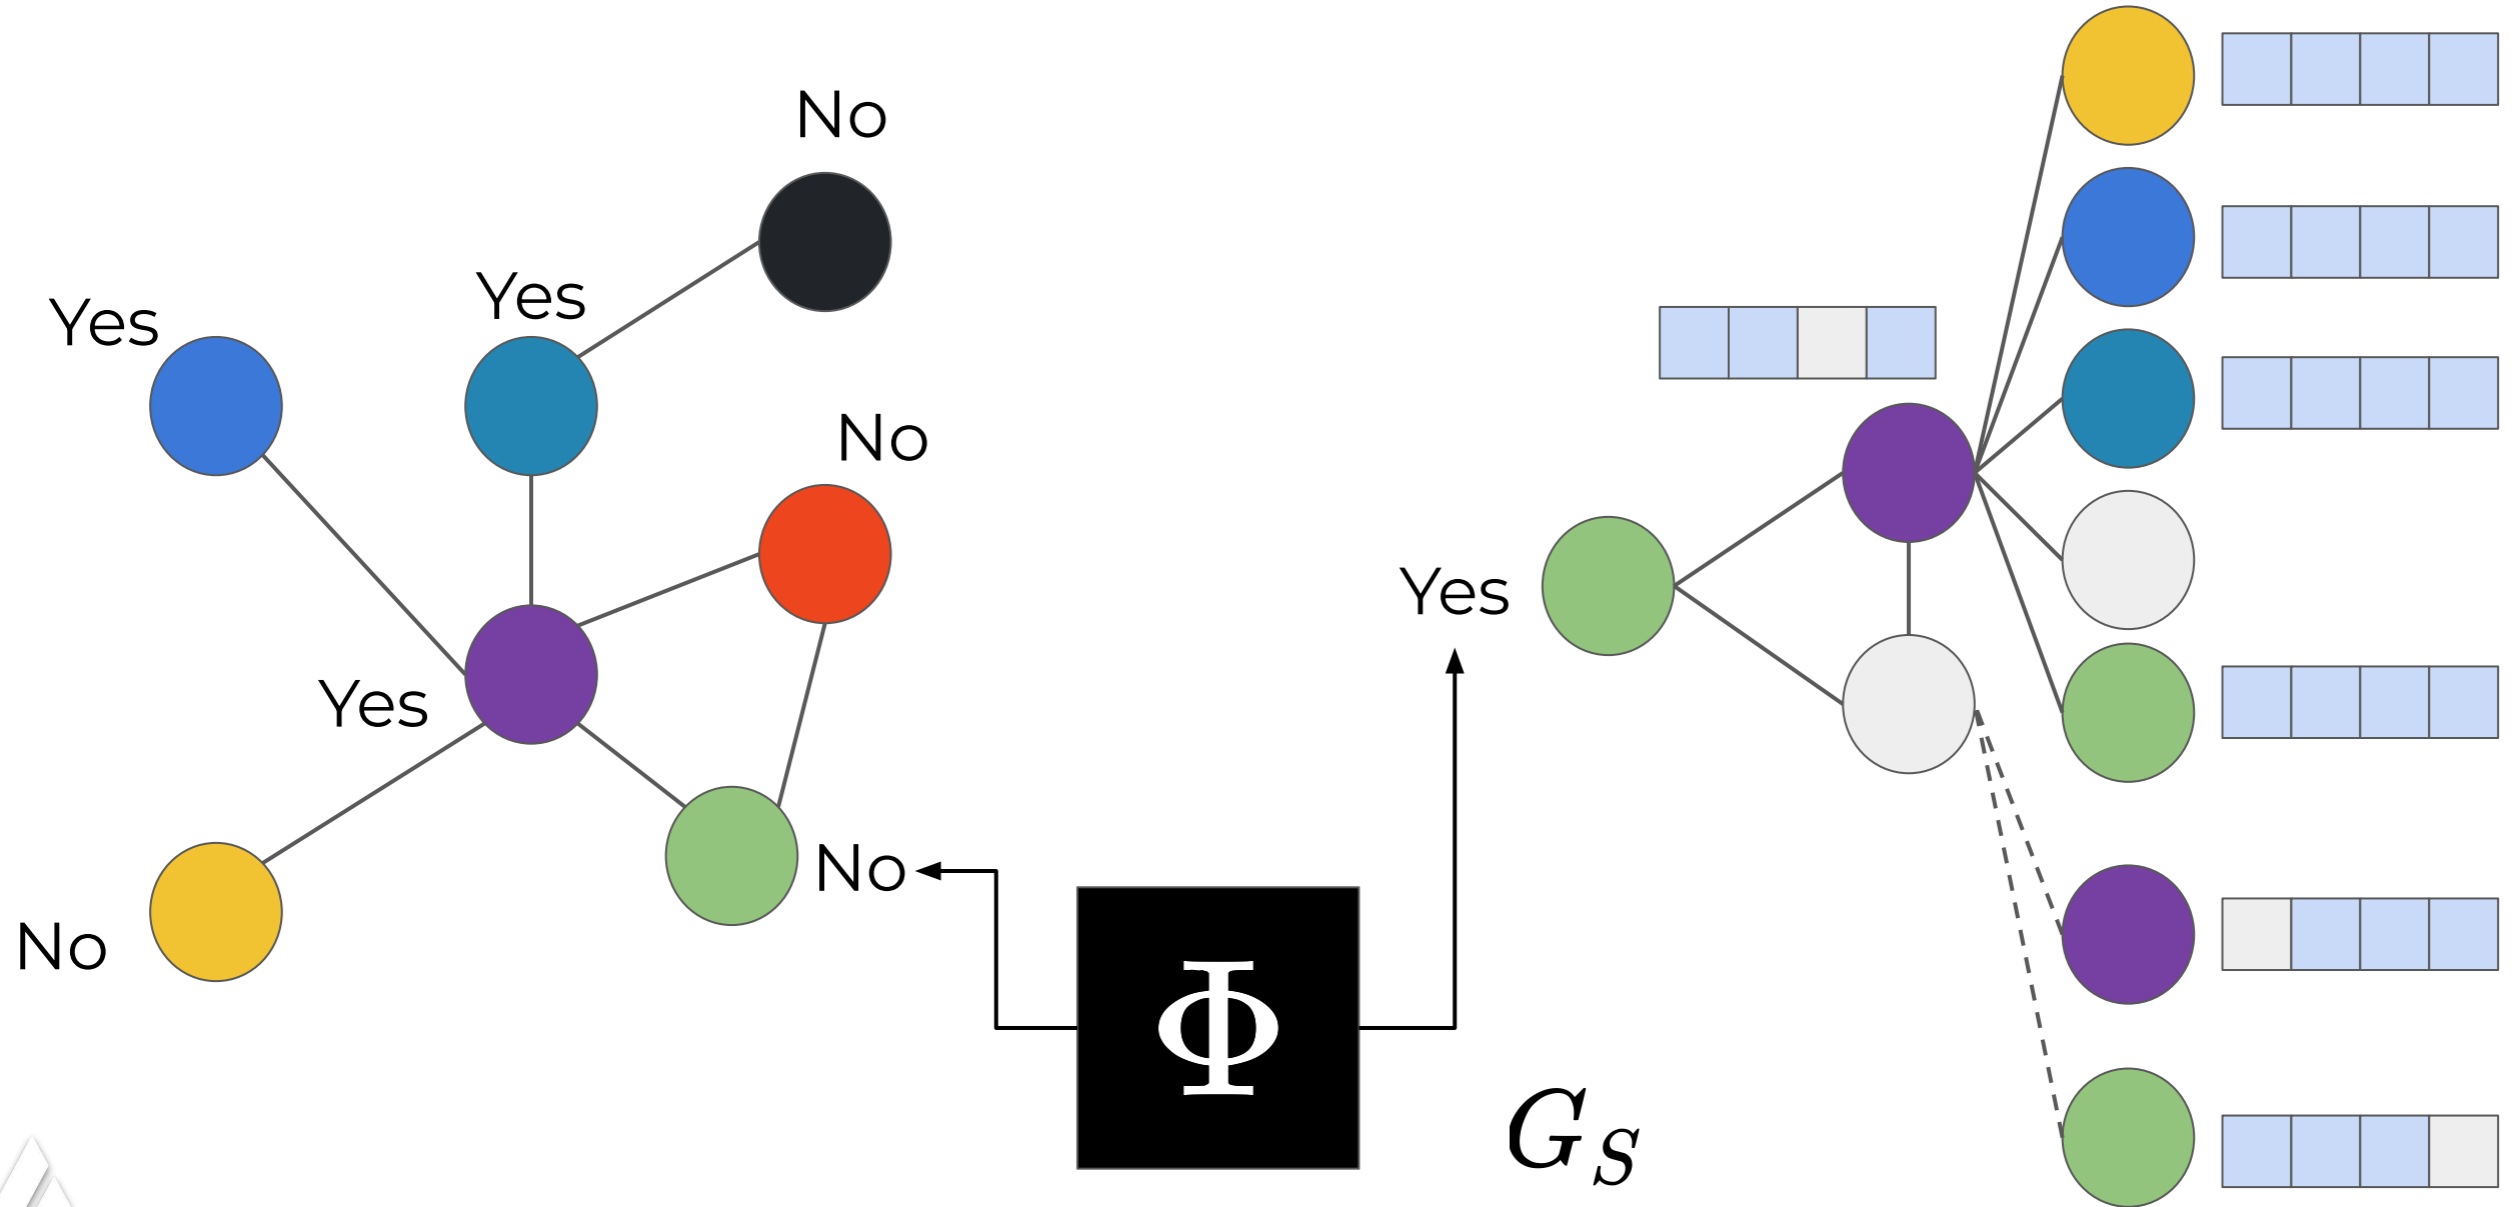 No
Yes
Yes
No
Yes
Yes
No
No
Φ
G_S